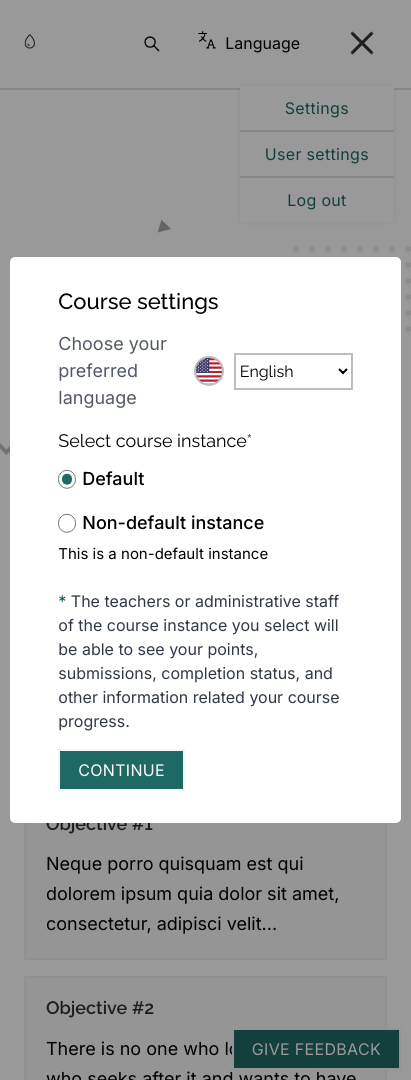 Language
Settings
User settings
Log out
Course settings
Choose your
preferred
language
English
Select course instance*
Default
Non-default instance
This is a non-default instance
* The teachers or administrative staff
of the course instance you select will
be able to see your points,
submissions, completion status, and
other information related your course
progress.
CONTINUE
Objective #1
Neque porro quisquam est qui
dolorem ipsum quia dolor sit amet,
consectetur, adipisci velit...
Objective #2
There is no one who
GIVE FEEDBACK
who seeks after it and wants to have